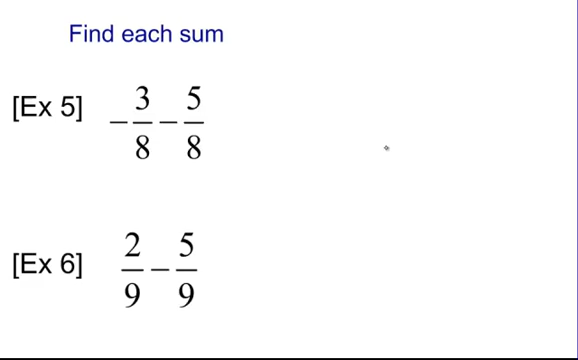 Find each sum
[Ex 5] -3/8 - 5/8
[Ex 6] 2/9 - 5/9